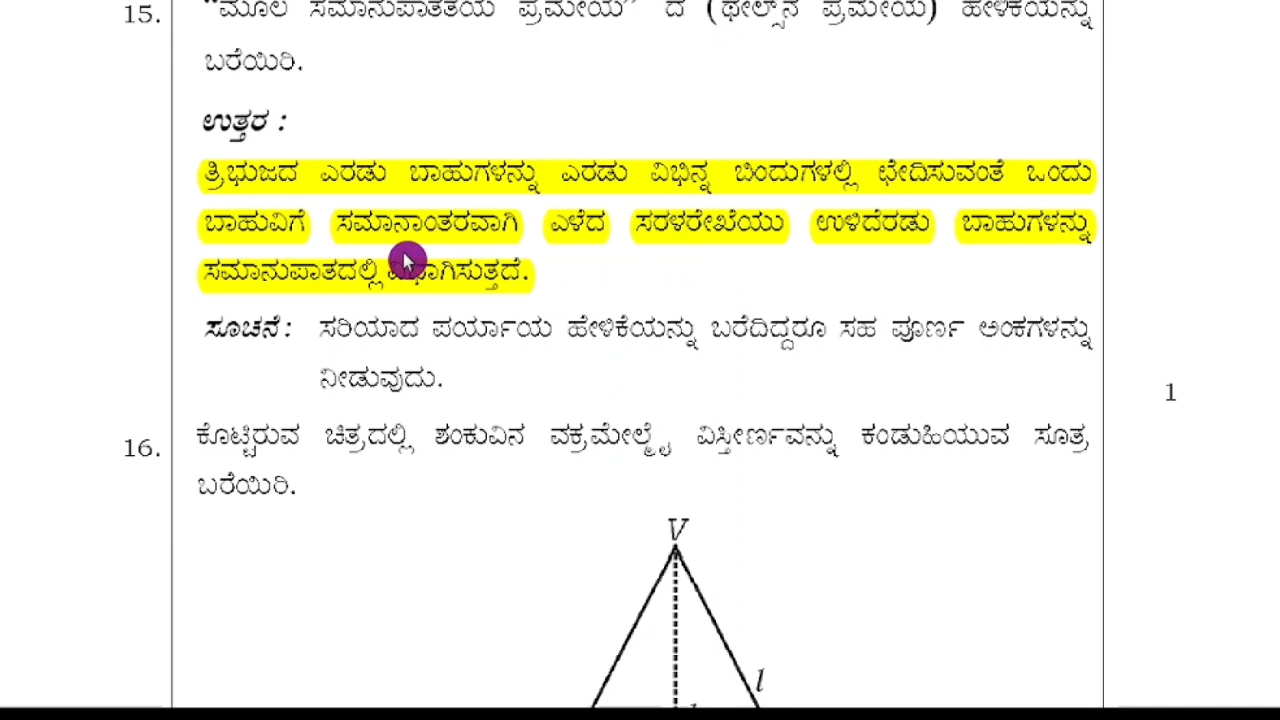 15. “ಮೂಲ ಸಮಾನುಪಾತತೆಯ ಪ್ರಮೇಯ” ದ (ಥೇಲ್ಸ್‌ನ ಪ್ರಮೇಯ) ಹೇಳಿಕೆಯನ್ನು
ಬರೆಯಿರಿ.
ಉತ್ತರ :
ತ್ರಿಭುಜದ ಎರಡು ಬಾಹುಗಳನ್ನು ಎರಡು ವಿಭಿನ್ನ ಬಿಂದುಗಳಲ್ಲಿ ಛೇದಿಸುವಂತೆ ಒಂದು
ಬಾಹುವಿಗೆ ಸಮಾನಾಂತರವಾಗಿ ಎಳೆದ ಸರಳರೇಖೆಯು ಉಳಿದೆರಡು ಬಾಹುಗಳನ್ನು
ಸಮಾನುಪಾತದಲ್ಲಿ ವಿಭಾಗಿಸುತ್ತದೆ.
ಸೂಚನೆ : ಸರಿಯಾದ ಪರ್ಯಾಯ ಹೇಳಿಕೆಯನ್ನು ಬರೆದಿದ್ದರೂ ಸಹ ಪೂರ್ಣ ಅಂಕಗಳನ್ನು
ನೀಡುವುದು.
1
16. ಕೊಟ್ಟಿರುವ ಚಿತ್ರದಲ್ಲಿ ಶಂಕುವಿನ ವಕ್ರಮೇಲ್ಮೈ ವಿಸ್ತೀರ್ಣವನ್ನು ಕಂಡುಹಿಯುವ ಸೂತ್ರ
ಬರೆಯಿರಿ.
V
l